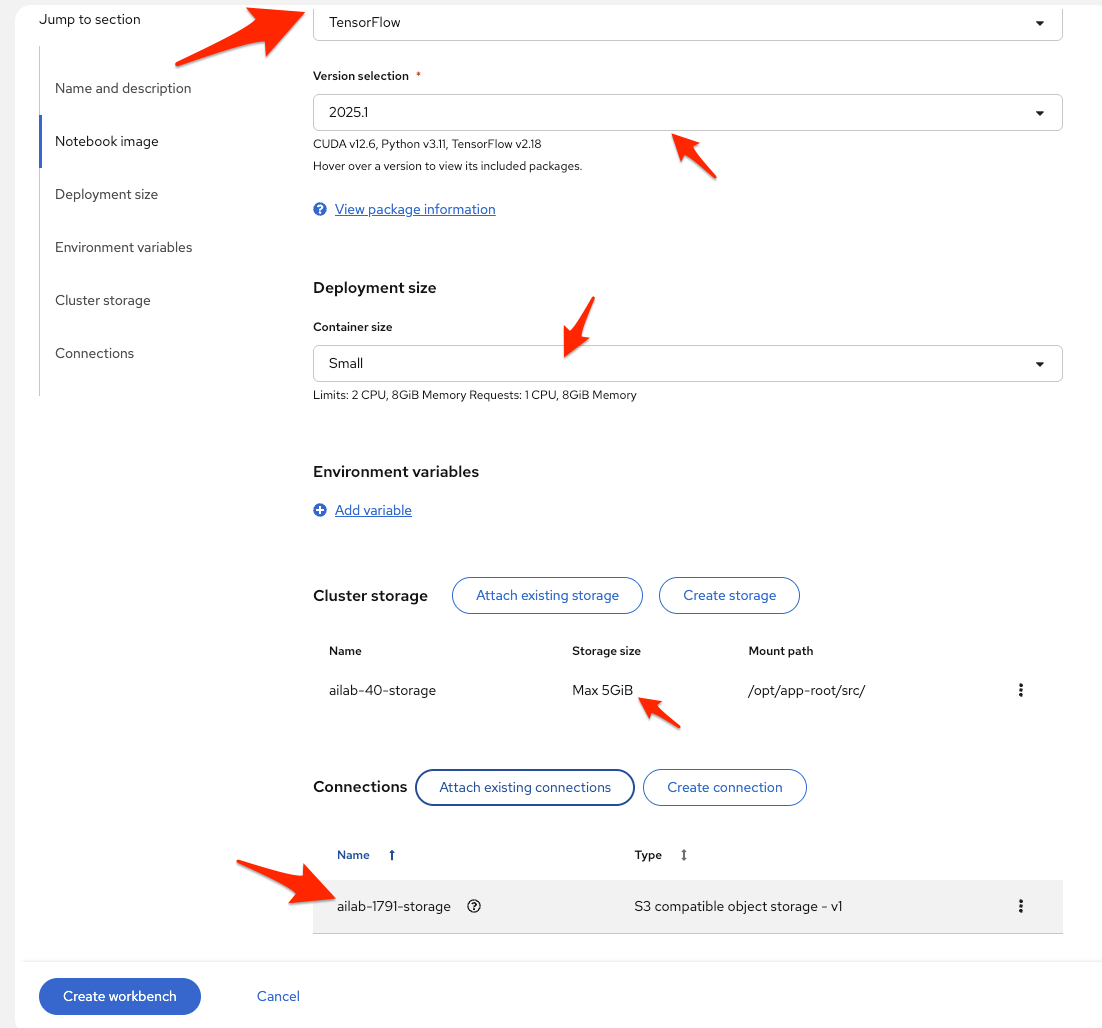 Jump to section
Name and description
Notebook image
Deployment size
Environment variables
Cluster storage
Connections
TensorFlow
Version selection *
2025.1
CUDA v12.6, Python v3.11, TensorFlow v2.18
Hover over a version to view its included packages.
View package information
Deployment size
Container size
Small
Limits: 2 CPU, 8GiB Memory Requests: 1 CPU, 8GiB Memory
Environment variables
Add variable
Cluster storage Attach existing storage Create storage
Name Storage size Mount path
ailab-40-storage Max 5GiB /opt/app-root/src/
Connections Attach existing connections Create connection
Name Type
ailab-1791-storage S3 compatible object storage - v1
Create workbench Cancel